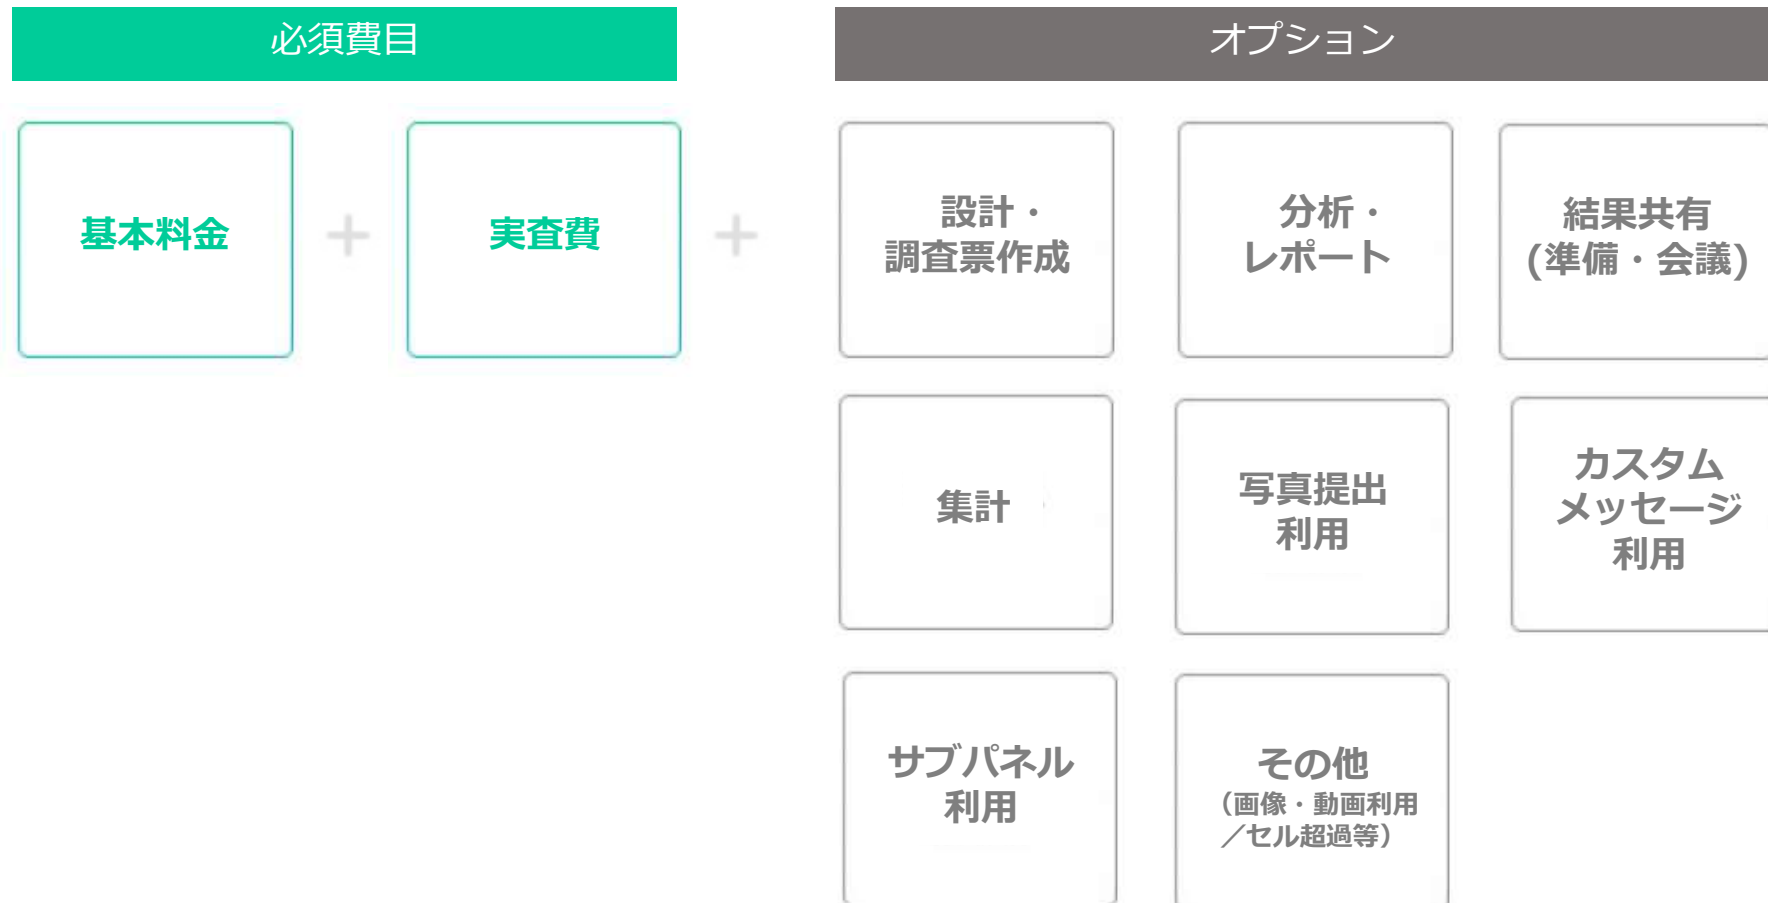 必須費目
オプション
基本料金
+
実査費
+
設計・
調査票作成
分析・
レポート
結果共有
(準備・会議)
集計
写真提出
利用
カスタム
メッセージ
利用
サブパネル
利用
その他
（画像・動画利用
／セル超過等）